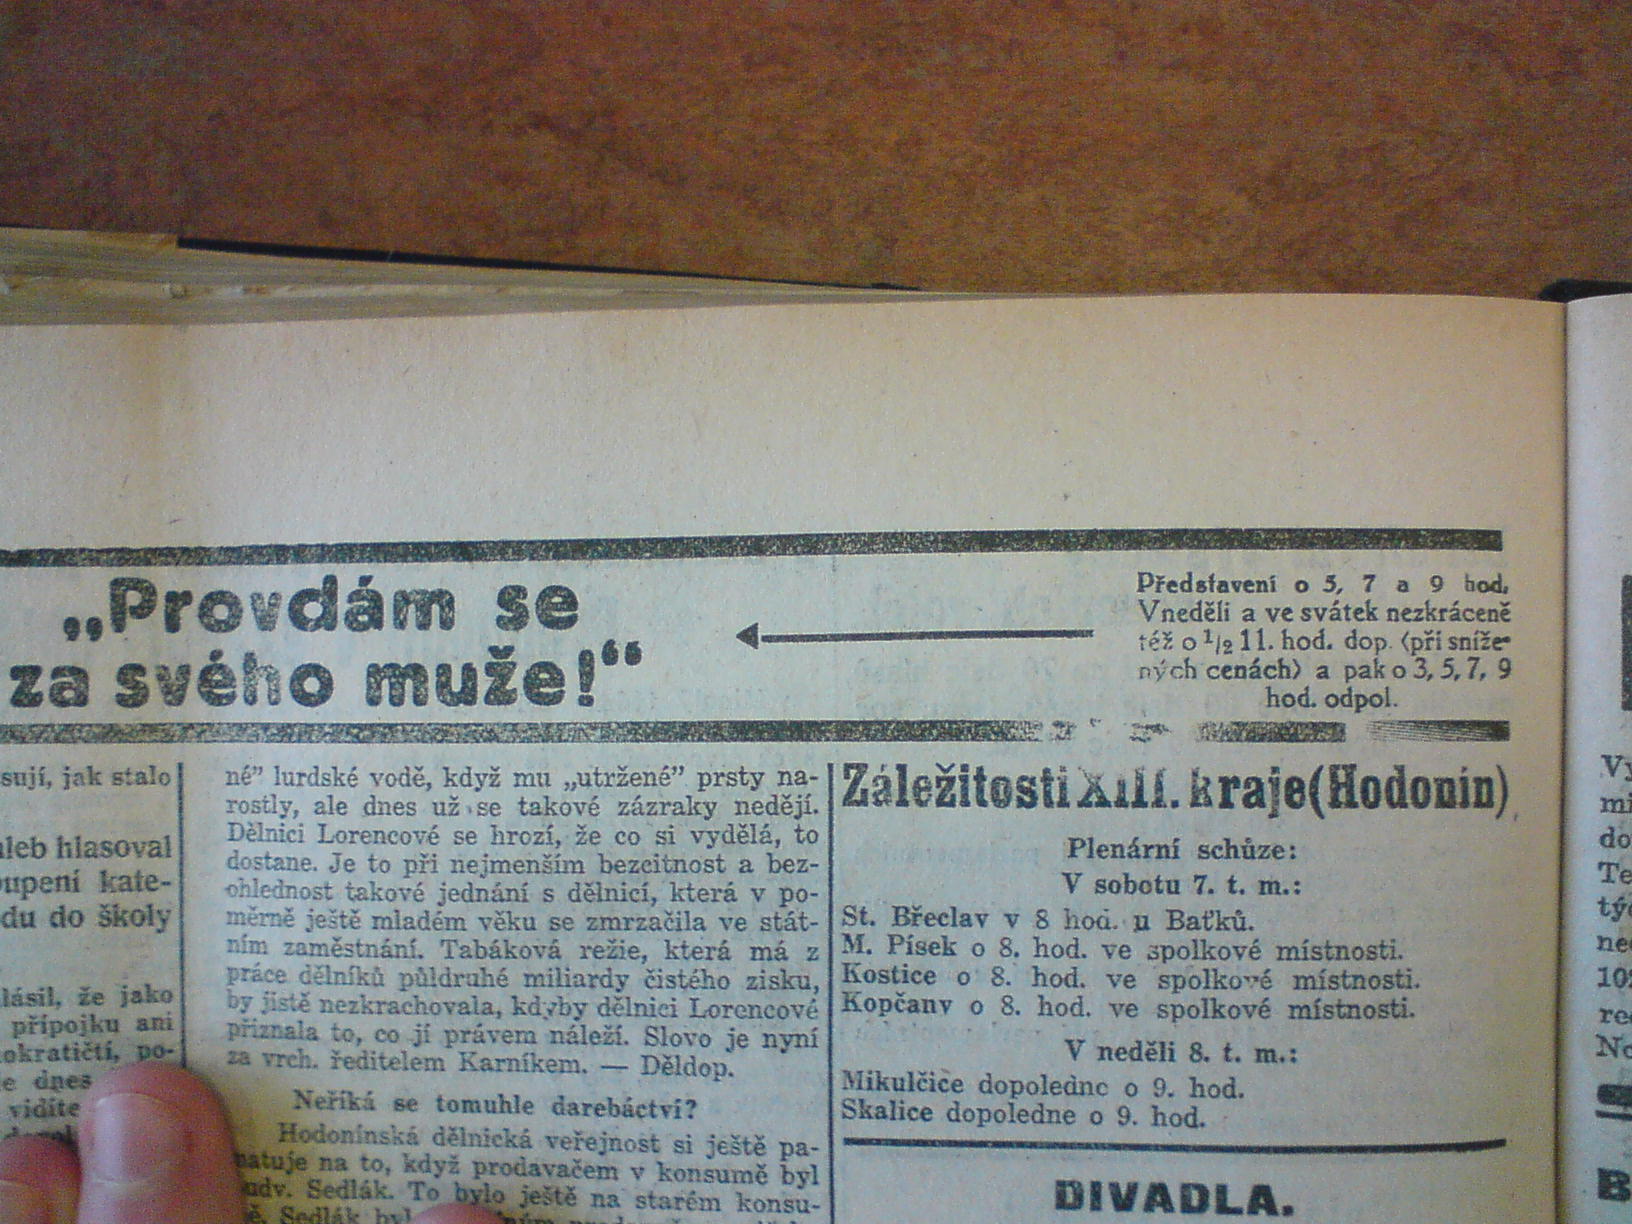 „Provdám se
za svého muže!“
Představení o 5, 7 a 9 hod.
Vneděli a ve svátek nezkráceně
též o 1/2 11. hod. dop. (při sníže-
ných cenách) a pak o 3, 5, 7, 9
hod. odpol.
sují, jak stalo
hlasoval
kate-
du do školy
že jako
přípojku ani
po-
dnes
vidíte
né” lurdské vodě, když mu „utržené” prsty na-
rostly, ale dnes už se takové zázraky nedějí.
Dělnici Lorencové se hrozí, že co si vydělá, to
dostane. Je to při nejmenším bezcitnost a bez-
ohlednost takové jednání s dělnicí, která v po-
měrně ještě mladém věku se zmrzačila ve stát-
ním zaměstnání. Tabáková režie, která má z
práce dělníků půldruhé miliardy čistého zisku,
by jistě nezkrachovala, kdyby dělnici Lorencové
přiznala to, co jí právem náleží. Slovo je nyní
za vrch. ředitelem Karníkem. — Děldop.
Neříká se tomuhle darebáctví?
Hodonínská dělnická veřejnost si ještě pa-
matuje na to, když prodavačem v konsumě byl
Ludv. Sedlák. To bylo ještě na starém konsu-
mě. Sedlák byl
Záležitosti XIII. kraje (Hodonín)
Plenární schůze:
V sobotu 7. t. m.:
St. Břeclav v 8 hod. u Baťků.
M. Písek o 8. hod. ve spolkové místnosti.
Kostice o 8. hod. ve spolkové místnosti.
Kopčany o 8. hod. ve spolkové místnosti.
V neděli 8. t. m.:
Mikulčice dopoledne o 9. hod.
Skalice dopoledne o 9. hod.
DIVADLA.